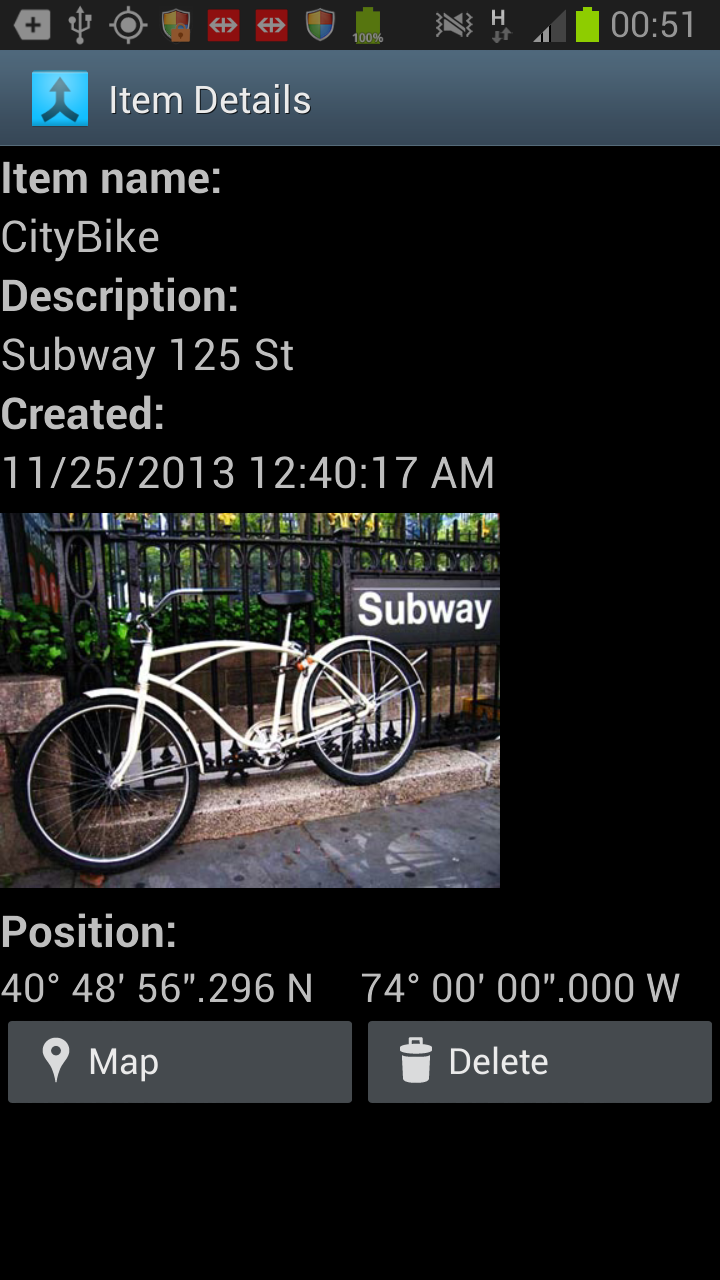 100%
H
00:51
Item Details
Item name:
CityBike
Description:
Subway 125 St
Created:
11/25/2013 12:40:17 AM
Subway
Position:
40° 48' 56".296 N 74° 00' 00".000 W
Map Delete